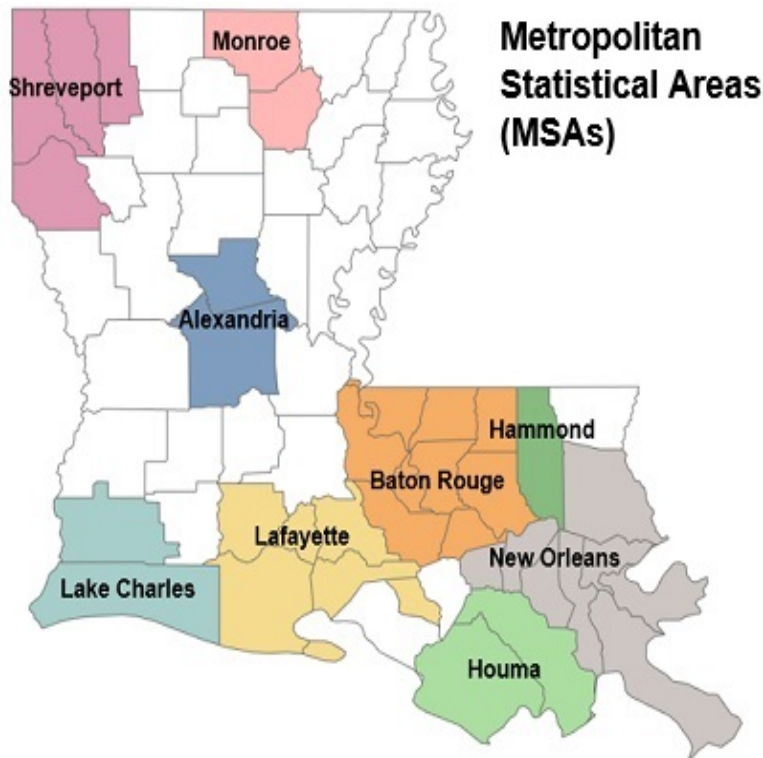 Metropolitan
Statistical Areas
(MSAs)
Monroe
Shreveport
Alexandria
Hammond
Baton Rouge
Lafayette
New Orleans
Lake Charles
Houma